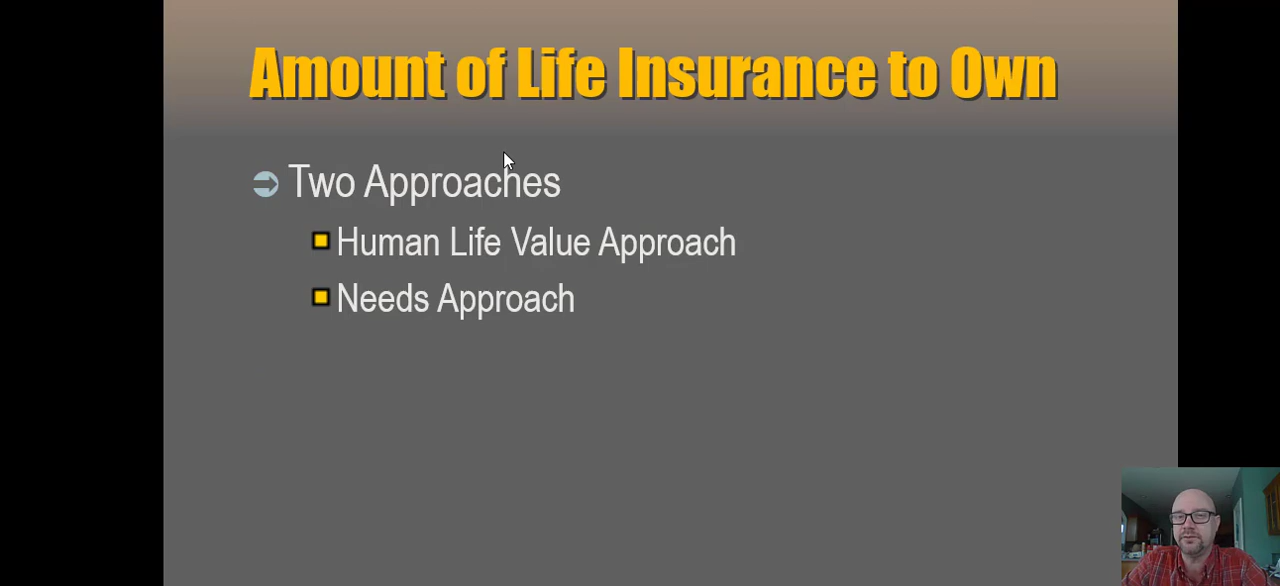 Amount of Life Insurance to Own
Two Approaches
Human Life Value Approach
Needs Approach